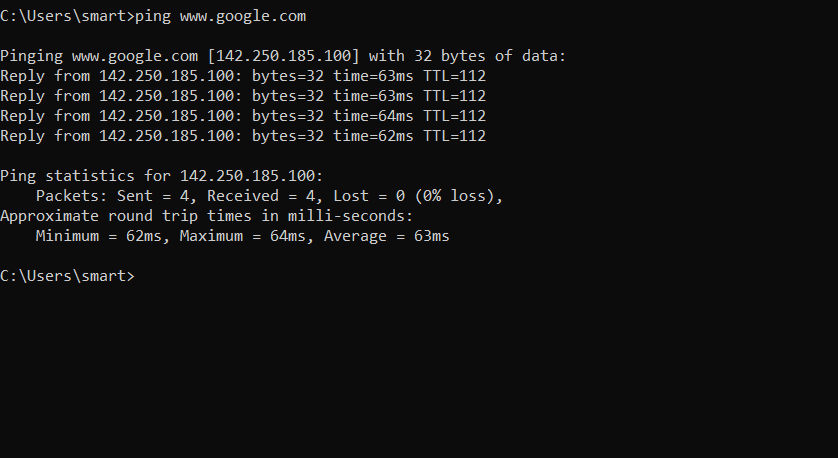 C:\Users\smart>ping www.google.com
Pinging www.google.com [142.250.185.100] with 32 bytes of data:
Reply from 142.250.185.100: bytes=32 time=63ms TTL=112
Reply from 142.250.185.100: bytes=32 time=63ms TTL=112
Reply from 142.250.185.100: bytes=32 time=64ms TTL=112
Reply from 142.250.185.100: bytes=32 time=62ms TTL=112
Ping statistics for 142.250.185.100:
    Packets: Sent = 4, Received = 4, Lost = 0 (0% loss),
Approximate round trip times in milli-seconds:
    Minimum = 62ms, Maximum = 64ms, Average = 63ms
C:\Users\smart>